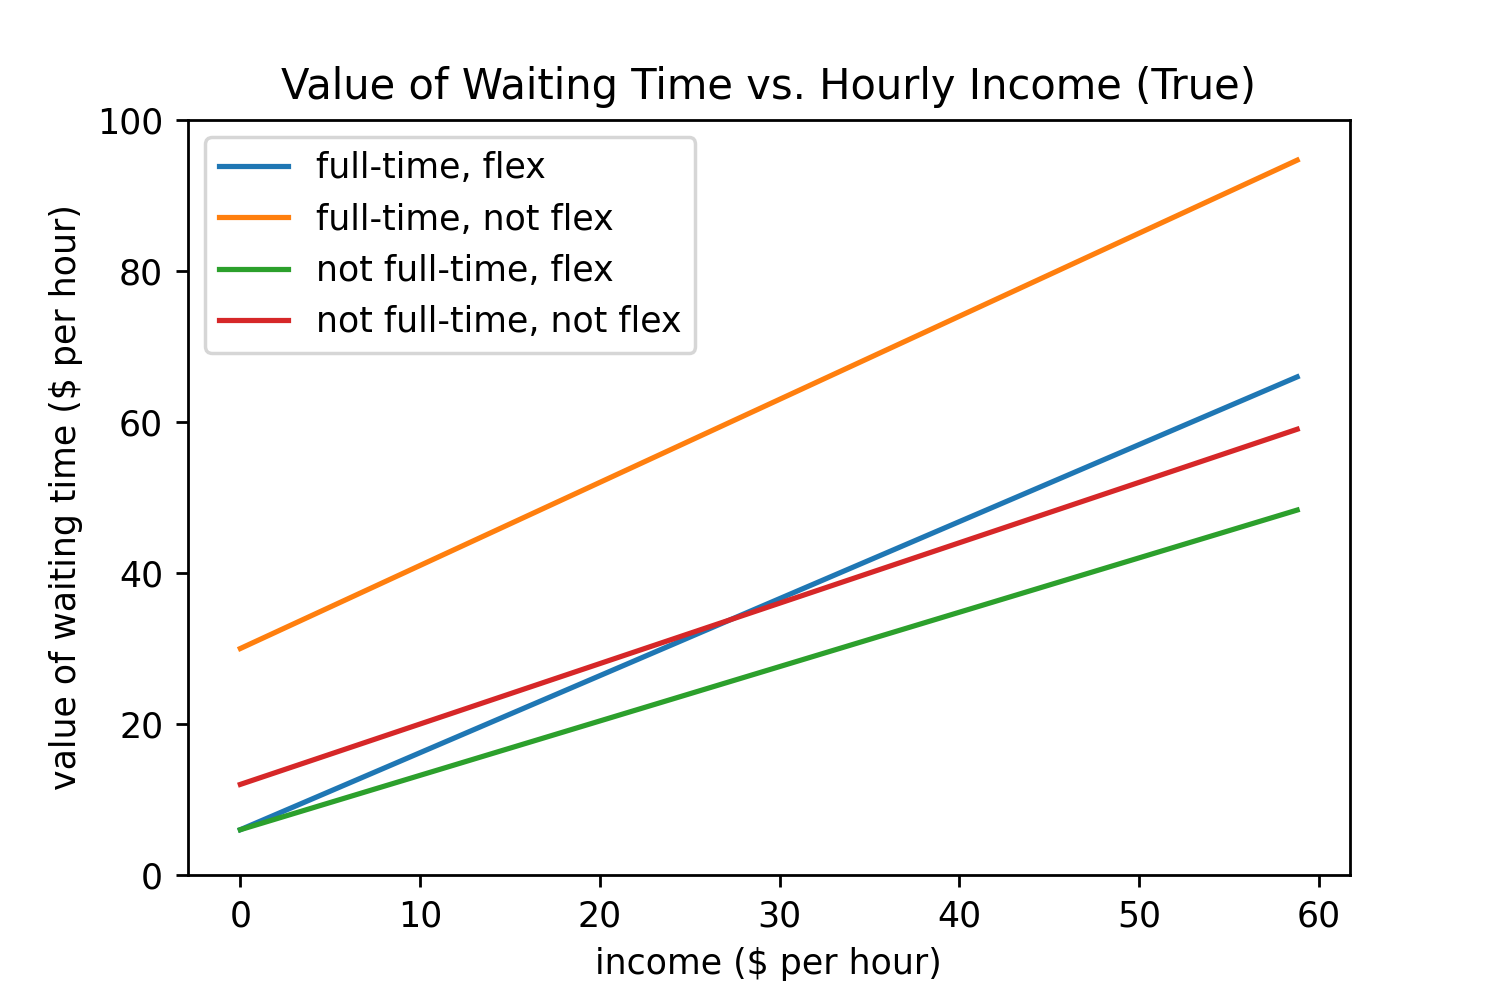 Value of Waiting Time vs. Hourly Income (True)
100
80
60
40
20
0
value of waiting time ($ per hour)
full-time, flex
full-time, not flex
not full-time, flex
not full-time, not flex
0 10 20 30 40 50 60
income ($ per hour)